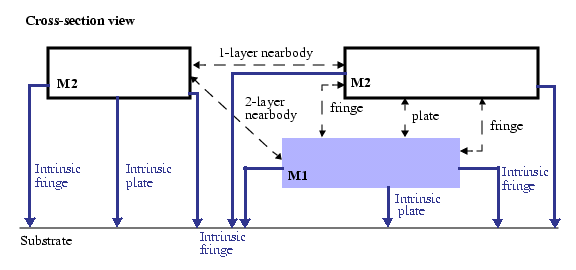 Cross-section view
1-layer nearbody
M2
M2
2-layer
nearbody
fringe
plate
fringe
M1
Intrinsic
fringe
Intrinsic
plate
Intrinsic
fringe
Intrinsic
plate
Substrate
Intrinsic
fringe